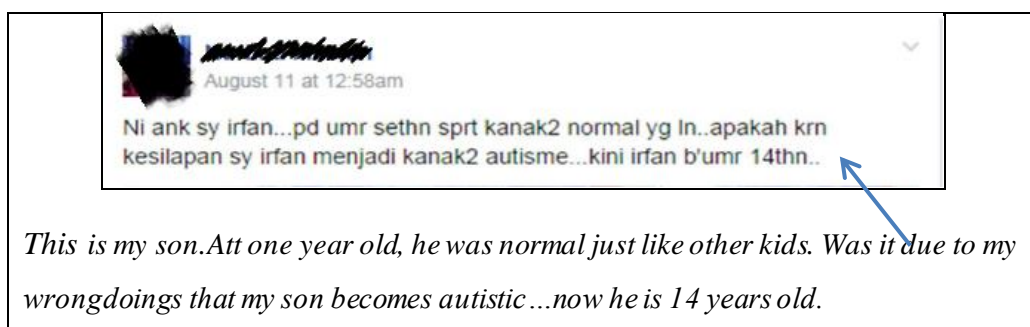 August 11 at 12:58am
Ni ank sy irfan...pd umr sethn sprt kanak2 normal yg ln..apakah krn
kesilapan sy irfan menjadi kanak2 autisme...kini irfan b'umr 14thn..
This is my son.Att one year old, he was normal just like other kids. Was it due to my
wrongdoings that my son becomes autistic...now he is 14 years old.